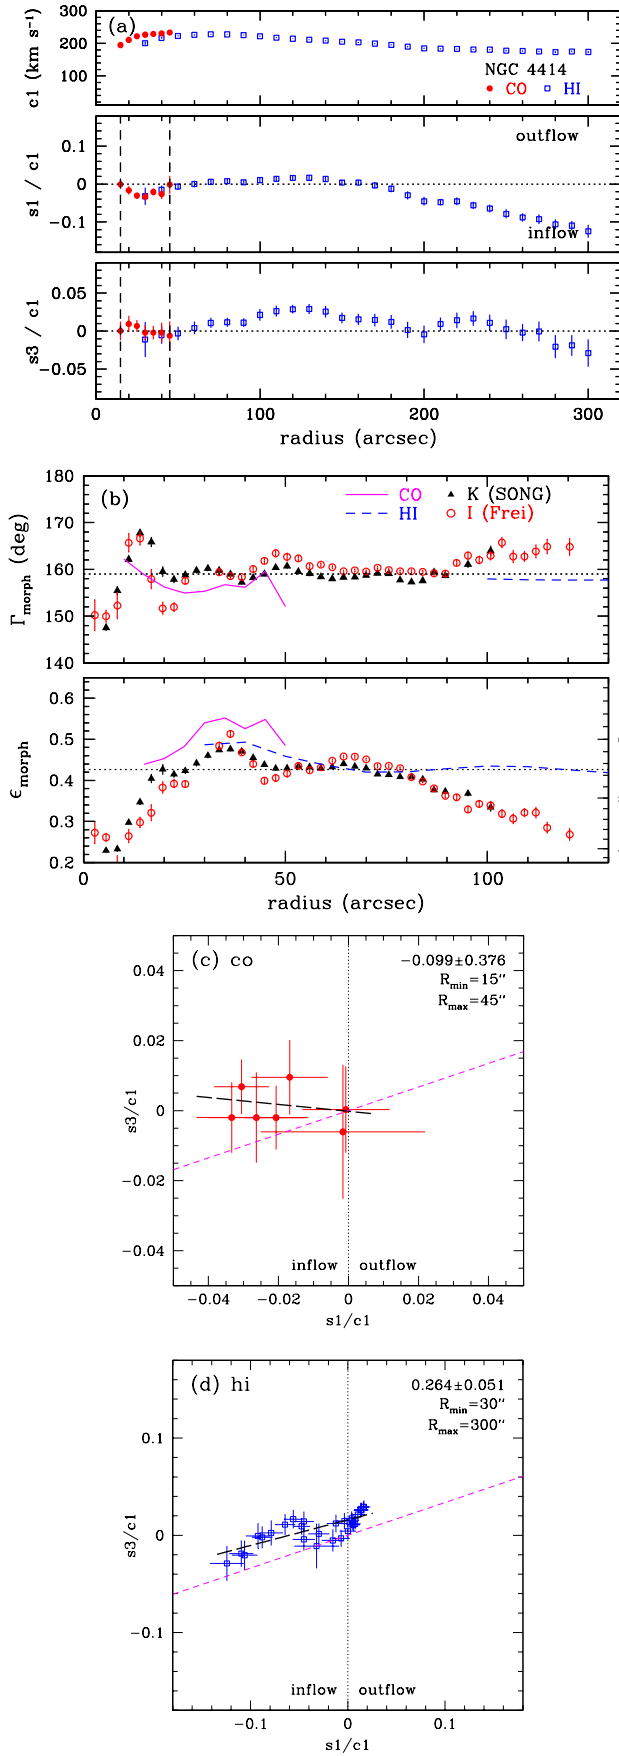 (a)
300
200
100
c1 (km s⁻¹)
NGC 4414
CO HI
outflow
0.1
0
−0.1
s1 / c1
inflow
0.05
0
−0.05
s3 / c1
0 100 200 300
radius (arcsec)
(b)
180
170
160
150
140
Γmorph (deg)
CO K (SONG)
HI I (Frei)
0.6
0.5
0.4
0.3
0.2
ϵmorph
0 50 100
radius (arcsec)
(c) co
−0.099±0.376
Rmin=15″
Rmax=45″
0.04
0.02
0
−0.02
−0.04
s3/c1
inflow outflow
−0.04 −0.02 0 0.02 0.04
s1/c1
(d) hi
0.264±0.051
Rmin=30″
Rmax=300″
0.1
0
−0.1
s3/c1
inflow outflow
−0.1 0 0.1
s1/c1